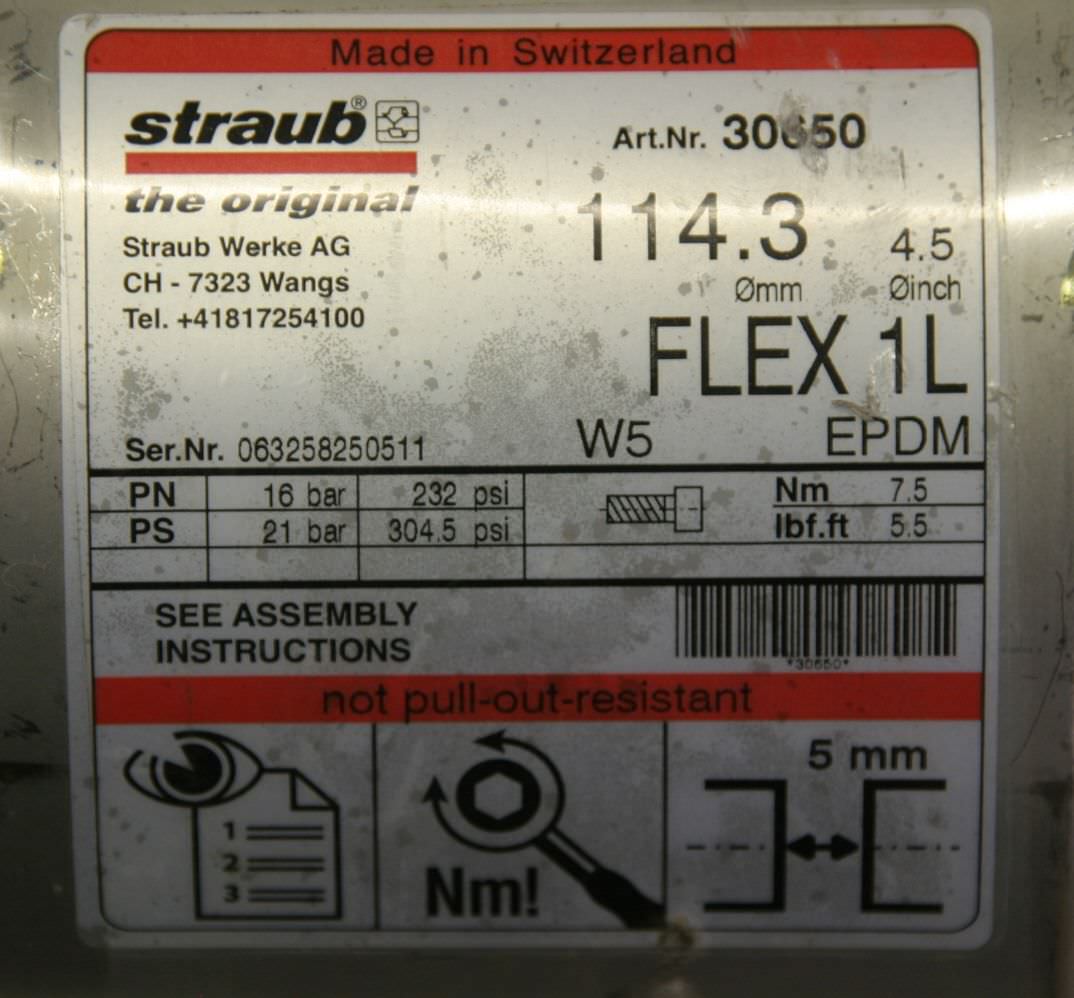 Made in Switzerland
straub®
the original
Straub Werke AG
CH - 7323 Wangs
Tel. +41817254100
Art.Nr. 30650
114.3 4.5
Ømm Øinch
FLEX 1L
Ser.Nr. 063258250511 W5 EPDM
PN 16 bar 232 psi Nm 7.5
PS 21 bar 304.5 psi lbf.ft 5.5
SEE ASSEMBLY
INSTRUCTIONS
*30650*
not pull-out-resistant
5 mm
1
2
3
Nm!